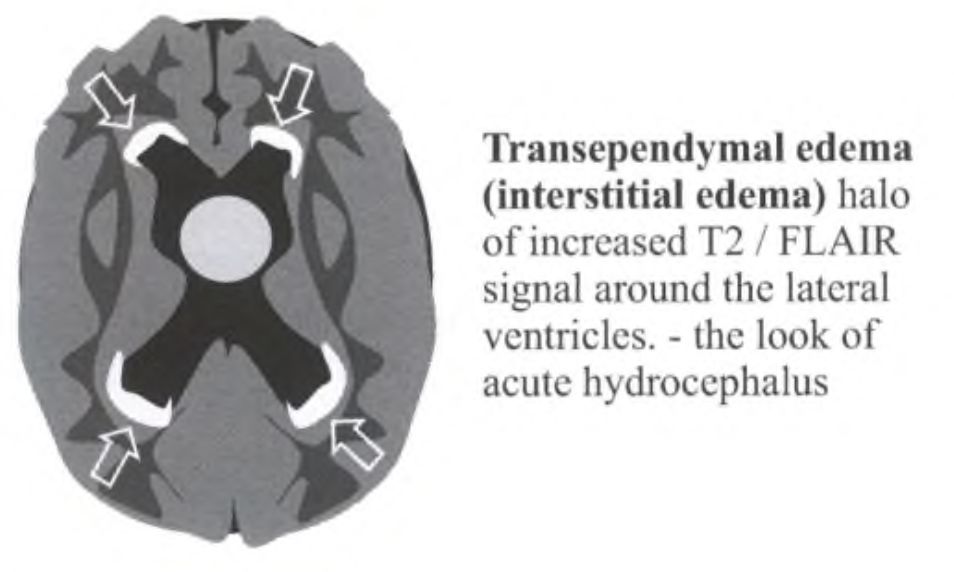 Transependymal edema
(interstitial edema) halo
of increased T2 / FLAIR
signal around the lateral
ventricles. - the look of
acute hydrocephalus